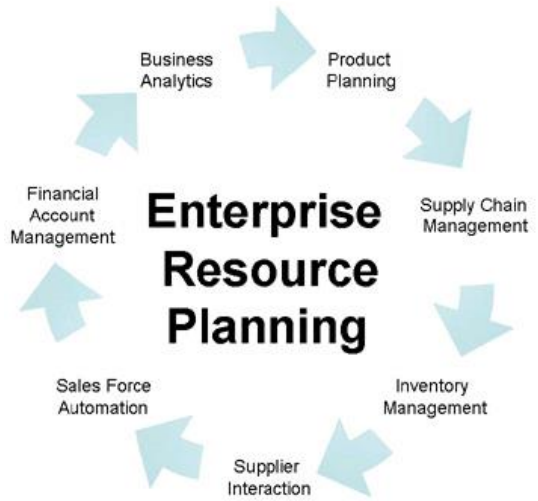 Business
Analytics
Product
Planning
Supply Chain
Management
Inventory
Management
Supplier
Interaction
Sales Force
Automation
Financial
Account
Management
Enterprise
Resource
Planning